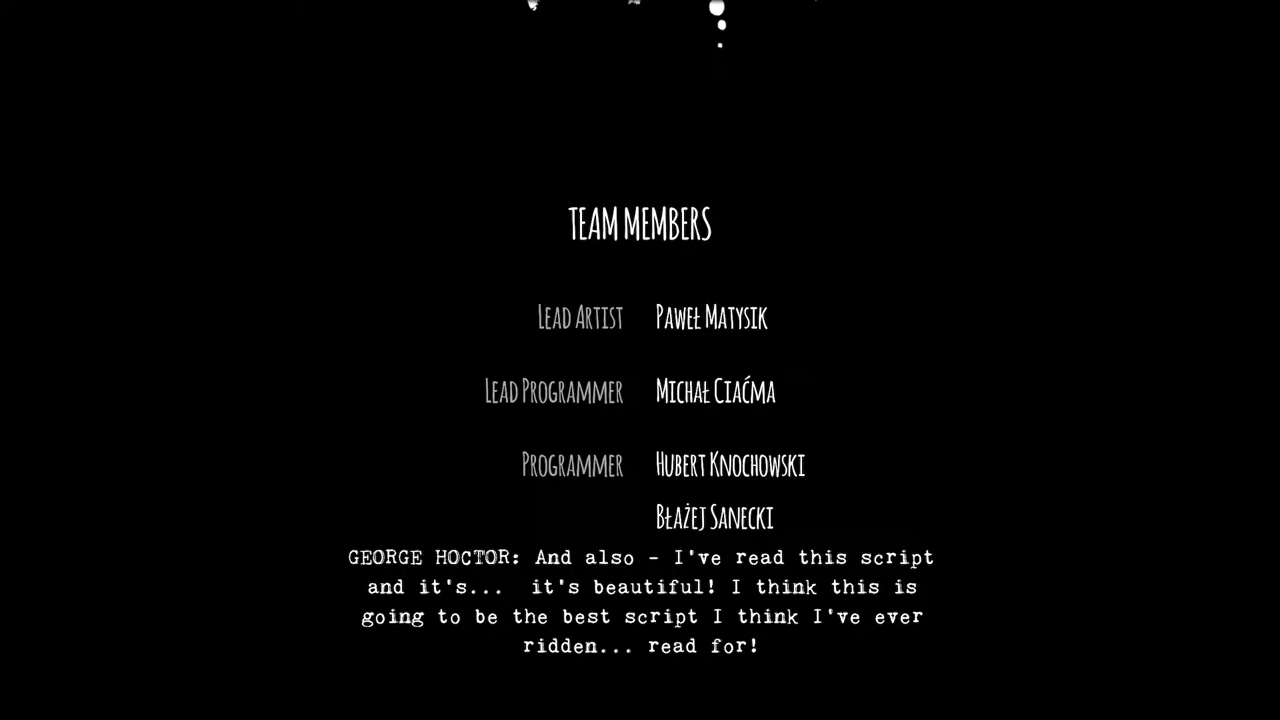 TEAM MEMBERS
LEAD ARTIST PAWEŁ MATYSIK
LEAD PROGRAMMER MICHAŁ CIAĆMA
PROGRAMMER HUBERT KNOCHOWSKI
BŁAŻEJ SANECKI
GEORGE HOCTOR: And also - I've read this script
and it's... it's beautiful! I think this is
going to be the best script I think I've ever
ridden... read for!